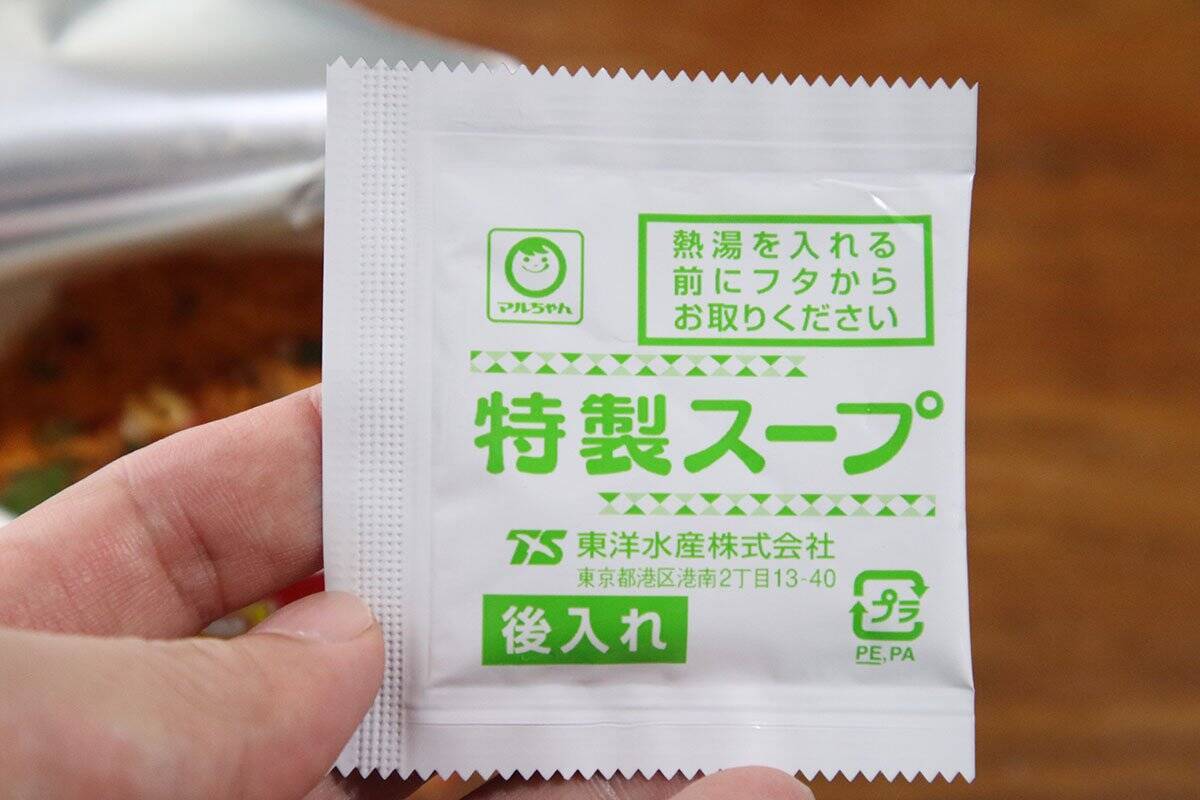 マルちゃん
熱湯を入れる
前にフタから
お取りください
特製スープ
TS 東洋水産株式会社
東京都港区港南2丁目13-40
後入れ
プラ
PE,PA